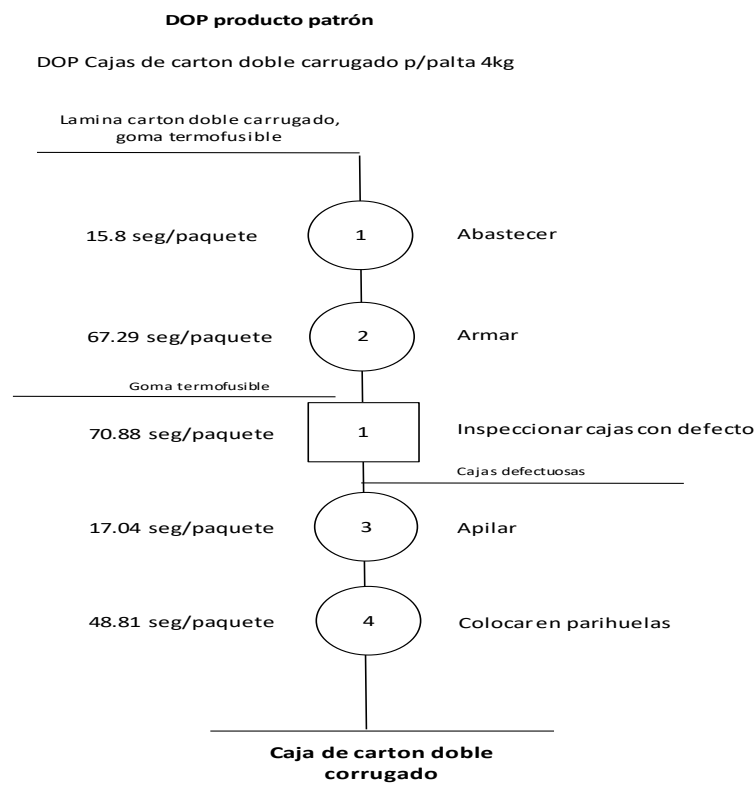 DOP producto patrón
DOP Cajas de carton doble carrugado p/palta 4kg
Lamina carton doble carrugado,
goma termofusible
15.8 seg/paquete
1
Abastecer
67.29 seg/paquete
2
Armar
Goma termofusible
70.88 seg/paquete
1
Inspeccionar cajas con defecto
Cajas defectuosas
17.04 seg/paquete
3
Apilar
48.81 seg/paquete
4
Colocar en parihuelas
Caja de carton doble
corrugado